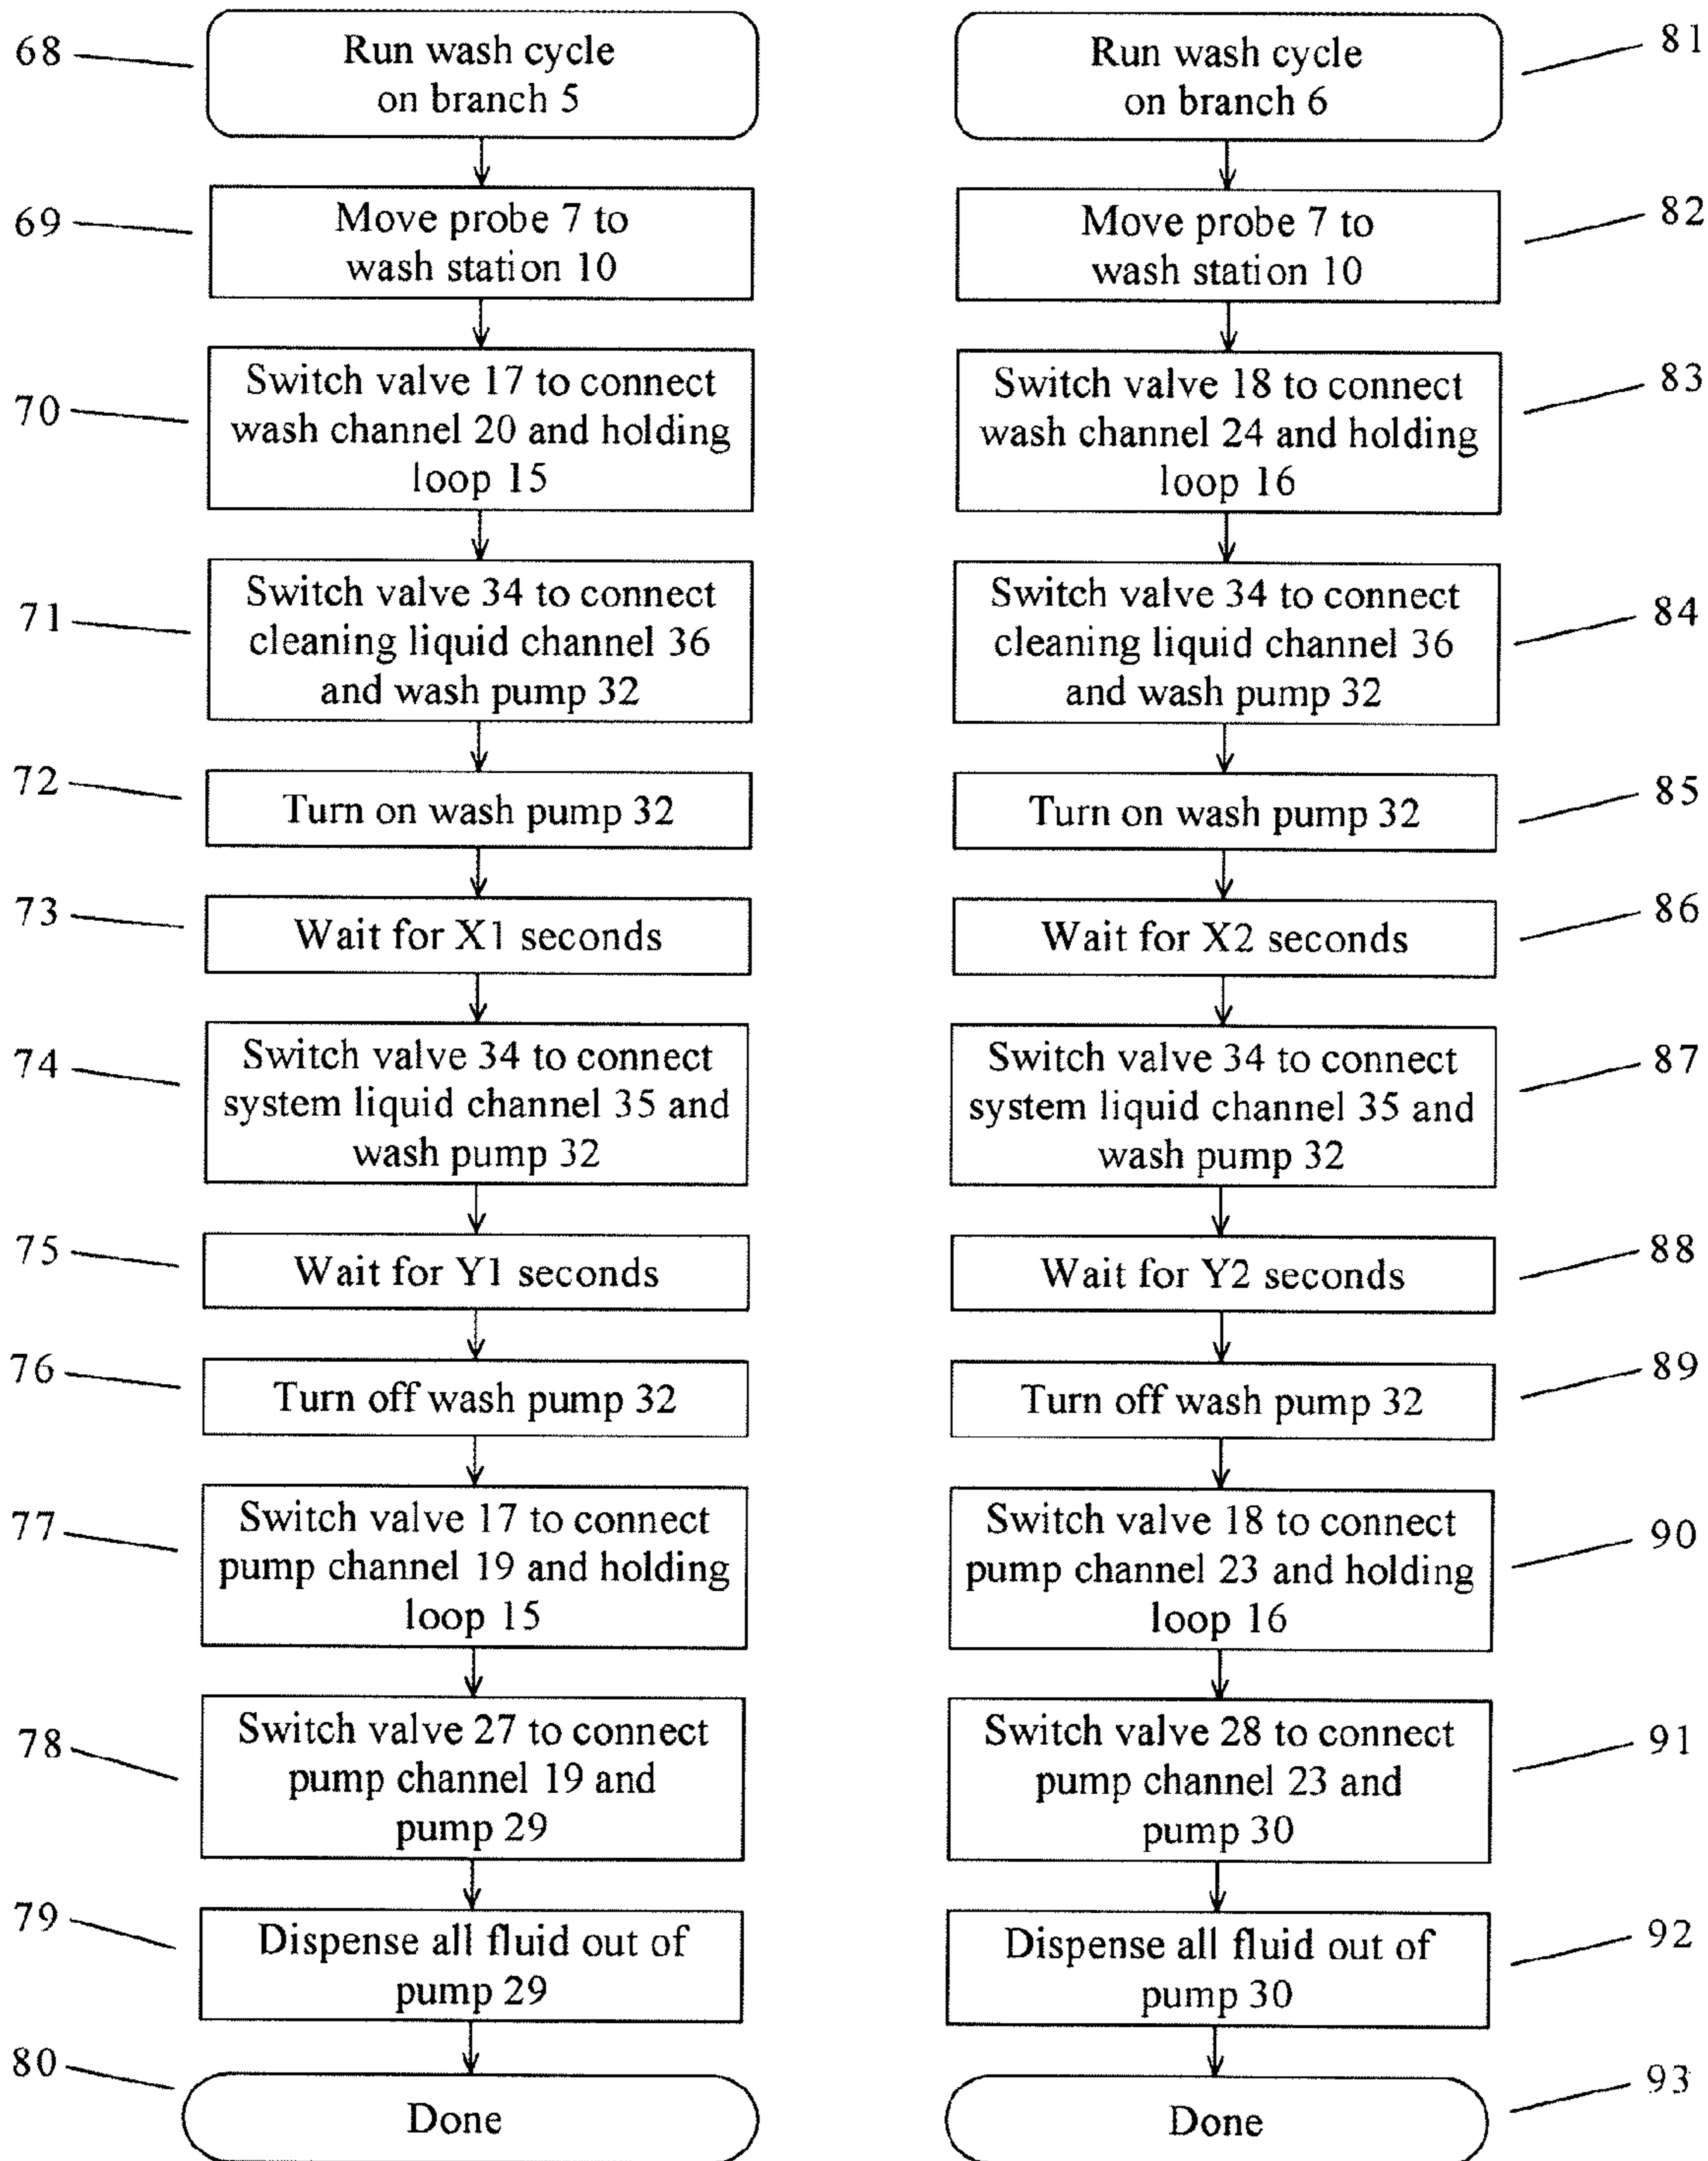 68
Run wash cycle
on branch 5
69
Move probe 7 to
wash station 10
70
Switch valve 17 to connect
wash channel 20 and holding
loop 15
71
Switch valve 34 to connect
cleaning liquid channel 36
and wash pump 32
72
Turn on wash pump 32
73
Wait for X1 seconds
74
Switch valve 34 to connect
system liquid channel 35 and
wash pump 32
75
Wait for Y1 seconds
76
Turn off wash pump 32
77
Switch valve 17 to connect
pump channel 19 and holding
loop 15
78
Switch valve 27 to connect
pump channel 19 and
pump 29
79
Dispense all fluid out of
pump 29
80
Done
81
Run wash cycle
on branch 6
82
Move probe 7 to
wash station 10
83
Switch valve 18 to connect
wash channel 24 and holding
loop 16
84
Switch valve 34 to connect
cleaning liquid channel 36
and wash pump 32
85
Turn on wash pump 32
86
Wait for X2 seconds
87
Switch valve 34 to connect
system liquid channel 35 and
wash pump 32
88
Wait for Y2 seconds
89
Turn off wash pump 32
90
Switch valve 18 to connect
pump channel 23 and holding
loop 16
91
Switch valve 28 to connect
pump channel 23 and
pump 30
92
Dispense all fluid out of
pump 30
93
Done